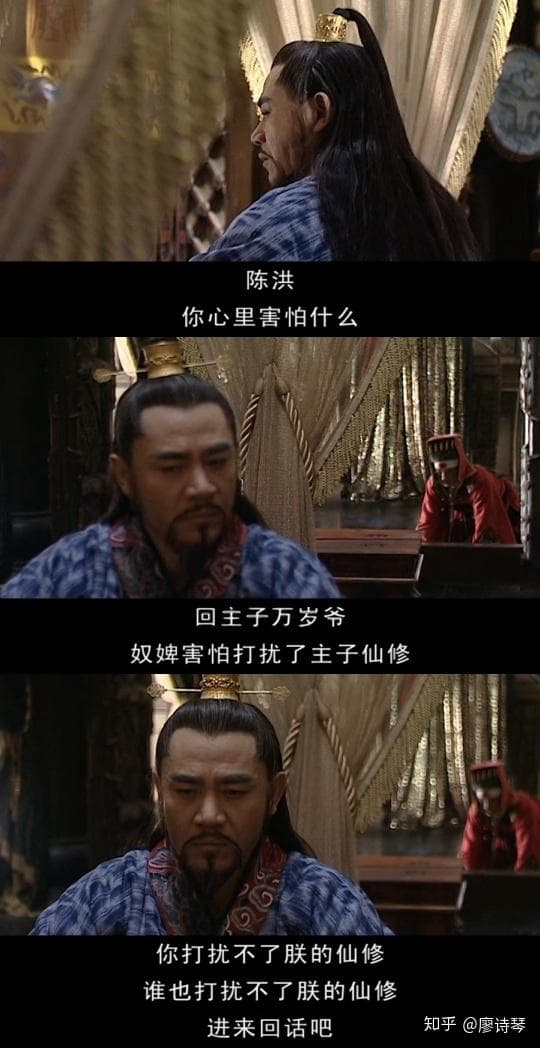 陈洪
你心里害怕什么
回主子万岁爷
奴婢害怕打扰了主子仙修
你打扰不了朕的仙修
谁也打扰不了朕的仙修
进来回话吧
知乎 @廖诗琴